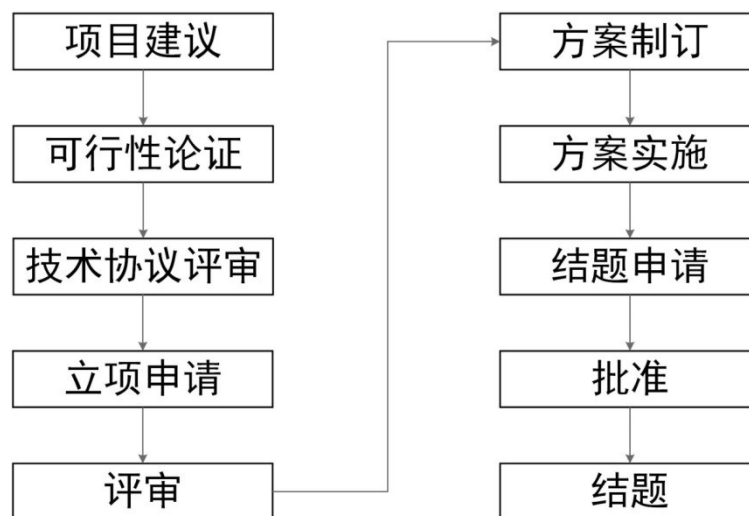 项目建议
可行性论证
技术协议评审
立项申请
评审
方案制订
方案实施
结题申请
批准
结题